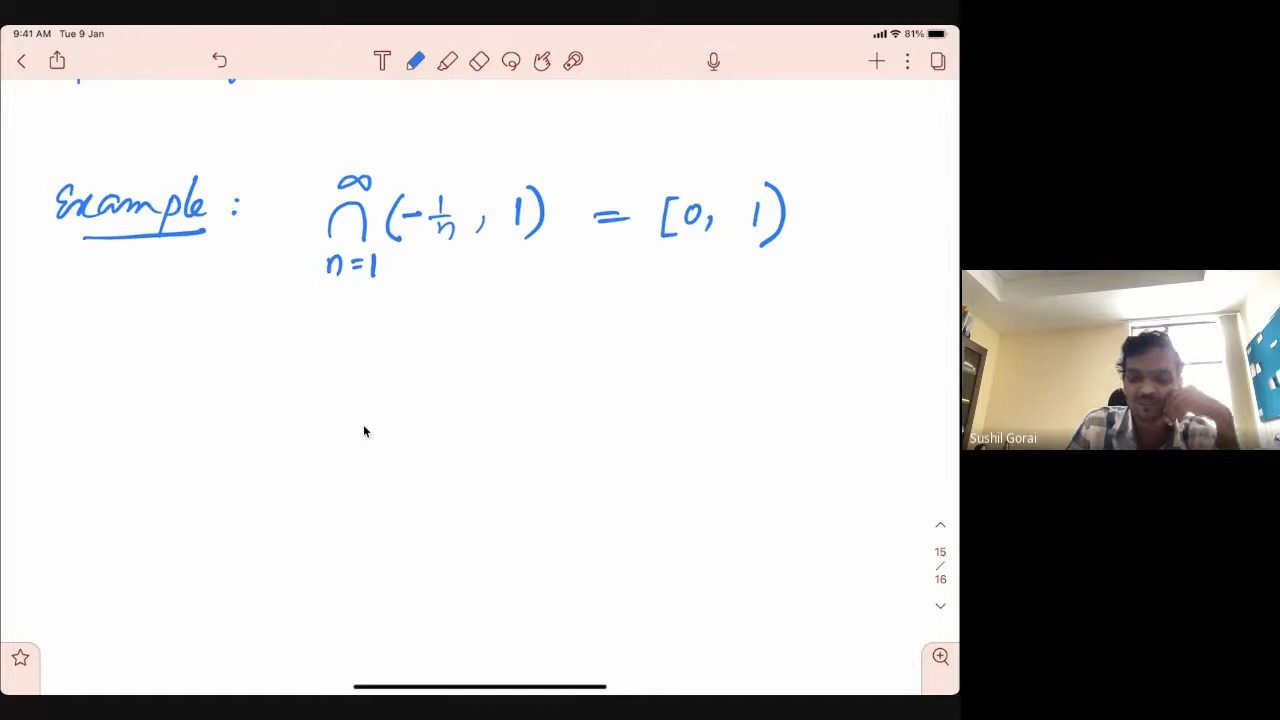 9:41 AM Tue 9 Jan
81%
T
Example : ∞
∩ (-1/n , 1) = [0, 1)
n=1
Sushil Gorai
15
/
16